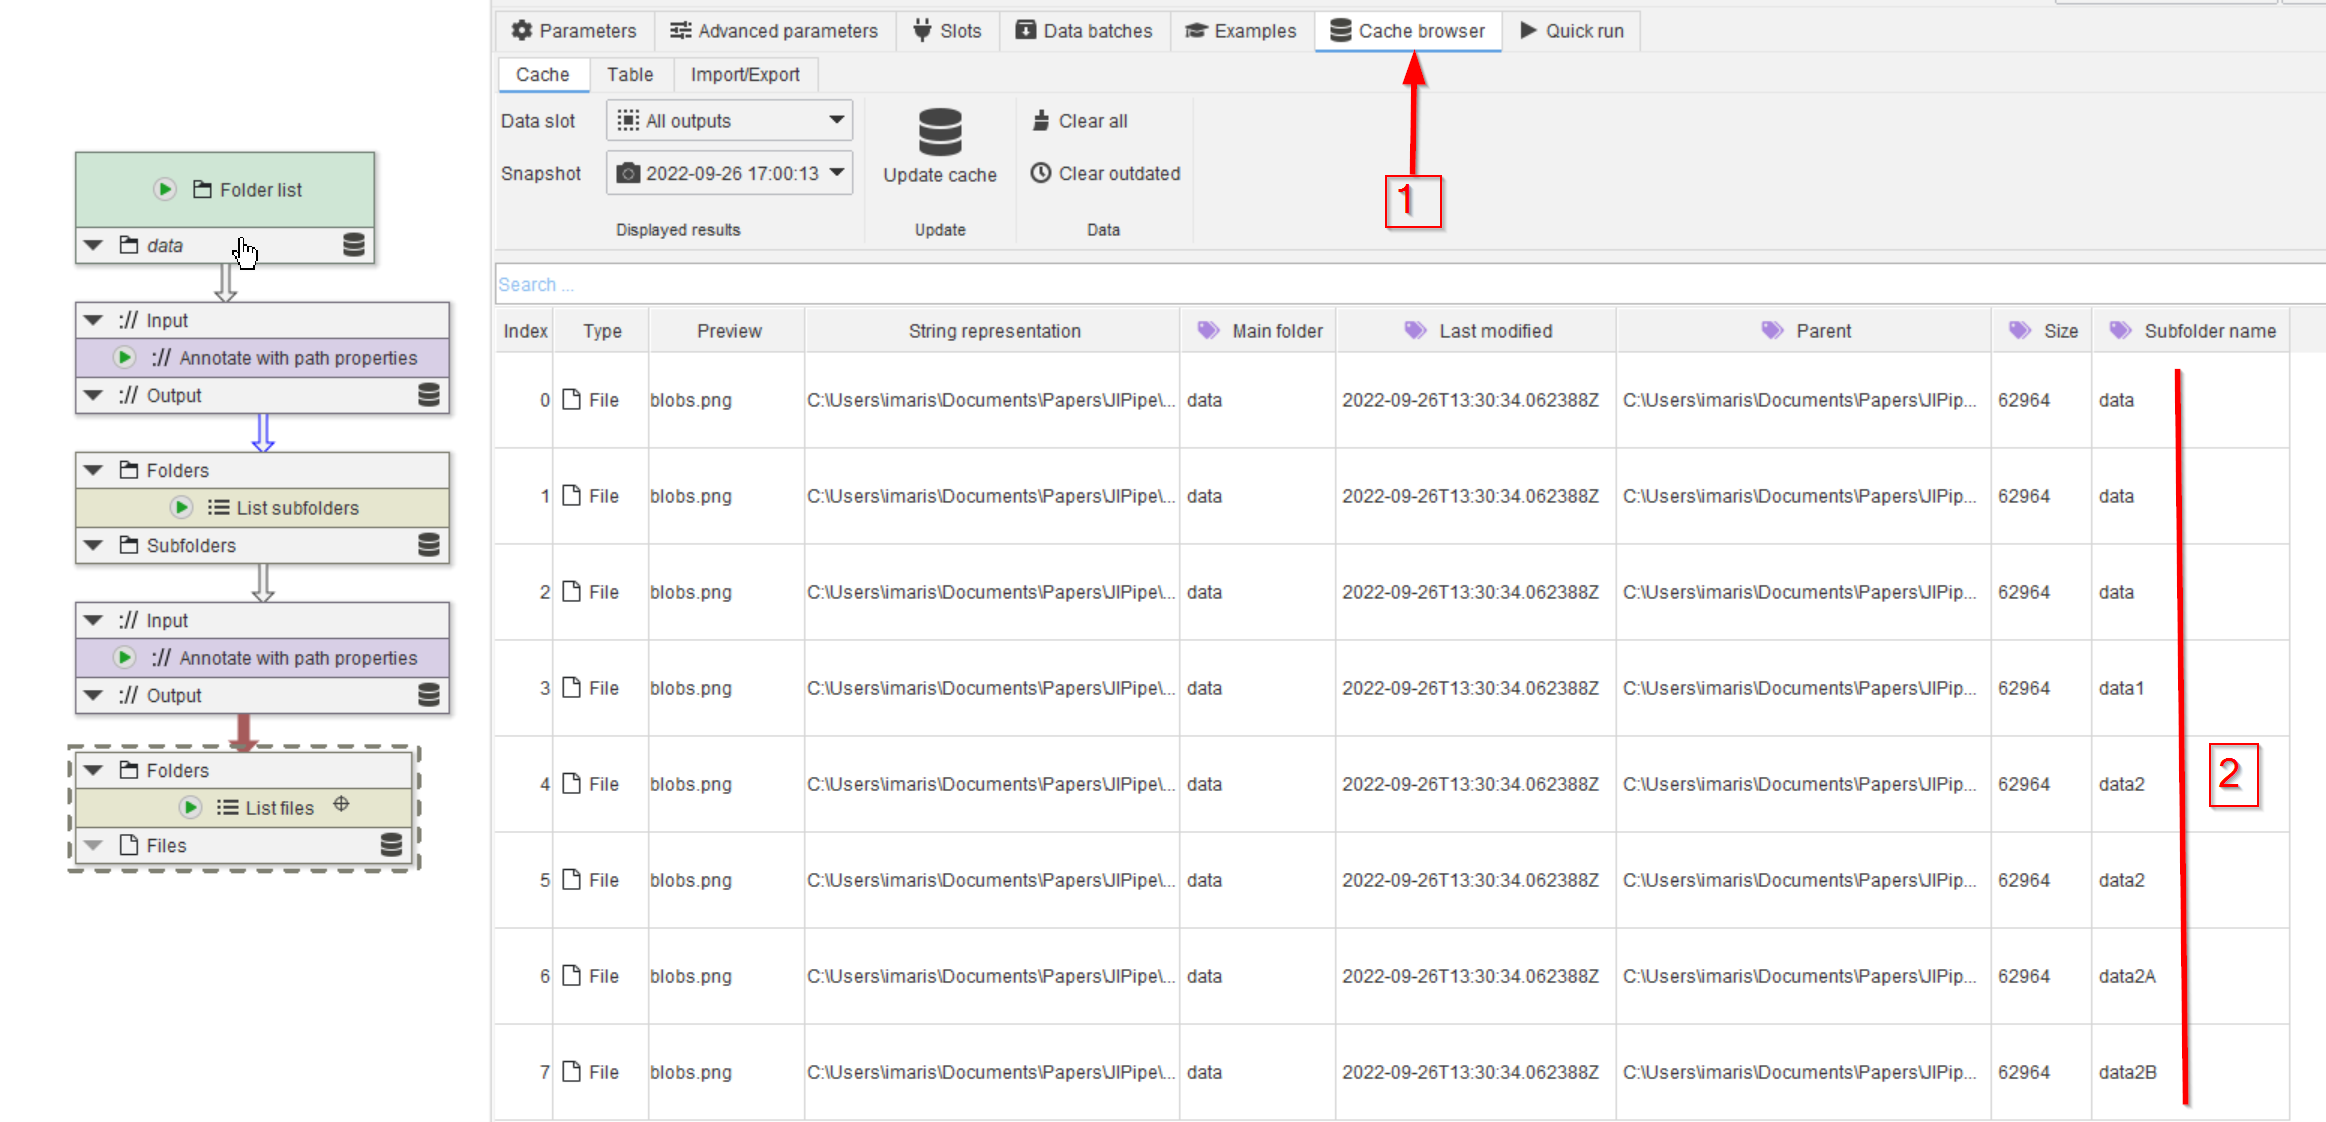 Parameters Advanced parameters Slots Data batches Examples Cache browser Quick run
Cache Table Import/Export
Data slot All outputs
Snapshot 2022-09-26 17:00:13
Displayed results
Update cache
Update
Clear all
Clear outdated
Data
1
Search ...
Folder list
data
:// Input
:// Annotate with path properties
:// Output
Folders
List subfolders
Subfolders
:// Input
:// Annotate with path properties
:// Output
Folders
List files
Files
Index Type Preview String representation Main folder Last modified Parent Size Subfolder name
0 File blobs.png C:\Users\imaris\Documents\Papers\JIPipe\... data 2022-09-26T13:30:34.062388Z C:\Users\imaris\Documents\Papers\JIPip... 62964 data
1 File blobs.png C:\Users\imaris\Documents\Papers\JIPipe\... data 2022-09-26T13:30:34.062388Z C:\Users\imaris\Documents\Papers\JIPip... 62964 data
2 File blobs.png C:\Users\imaris\Documents\Papers\JIPipe\... data 2022-09-26T13:30:34.062388Z C:\Users\imaris\Documents\Papers\JIPip... 62964 data
3 File blobs.png C:\Users\imaris\Documents\Papers\JIPipe\... data 2022-09-26T13:30:34.062388Z C:\Users\imaris\Documents\Papers\JIPip... 62964 data1
4 File blobs.png C:\Users\imaris\Documents\Papers\JIPipe\... data 2022-09-26T13:30:34.062388Z C:\Users\imaris\Documents\Papers\JIPip... 62964 data2
5 File blobs.png C:\Users\imaris\Documents\Papers\JIPipe\... data 2022-09-26T13:30:34.062388Z C:\Users\imaris\Documents\Papers\JIPip... 62964 data2
6 File blobs.png C:\Users\imaris\Documents\Papers\JIPipe\... data 2022-09-26T13:30:34.062388Z C:\Users\imaris\Documents\Papers\JIPip... 62964 data2A
7 File blobs.png C:\Users\imaris\Documents\Papers\JIPipe\... data 2022-09-26T13:30:34.062388Z C:\Users\imaris\Documents\Papers\JIPip... 62964 data2B
2